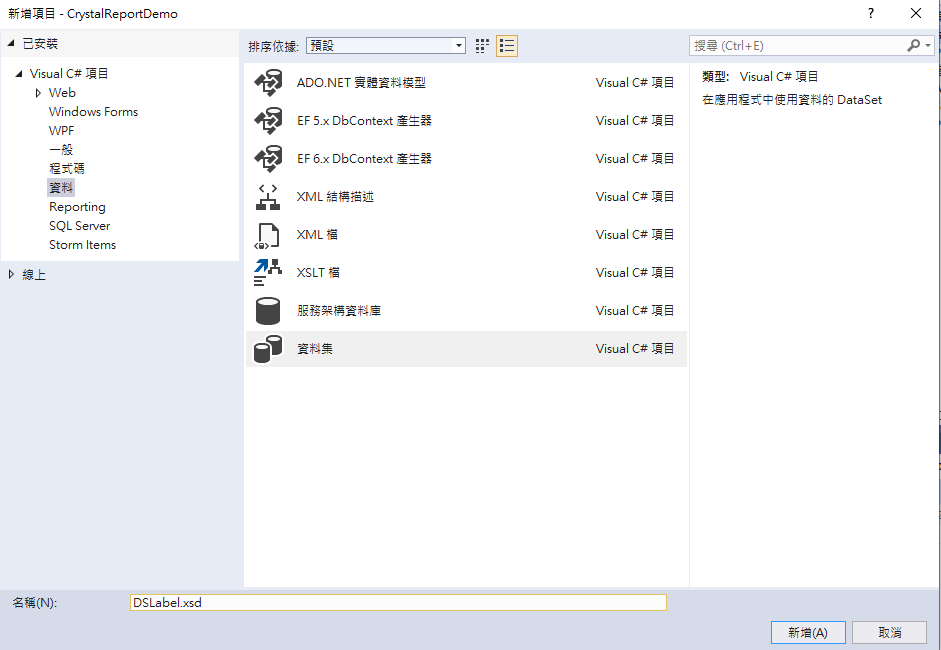 新增項目 - CrystalReportDemo
?
已安裝
Visual C# 項目
Web
Windows Forms
WPF
一般
程式碼
資料
Reporting
SQL Server
Storm Items
線上
排序依據: 預設
ADO.NET 實體資料模型 Visual C# 項目
EF 5.x DbContext 產生器 Visual C# 項目
EF 6.x DbContext 產生器 Visual C# 項目
XML 結構描述 Visual C# 項目
XML 檔 Visual C# 項目
XSLT 檔 Visual C# 項目
服務架構資料庫 Visual C# 項目
資料集 Visual C# 項目
搜尋 (Ctrl+E)
類型: Visual C# 項目
在應用程式中使用資料的 DataSet
名稱(N): DSLabel.xsd
新增(A) 取消